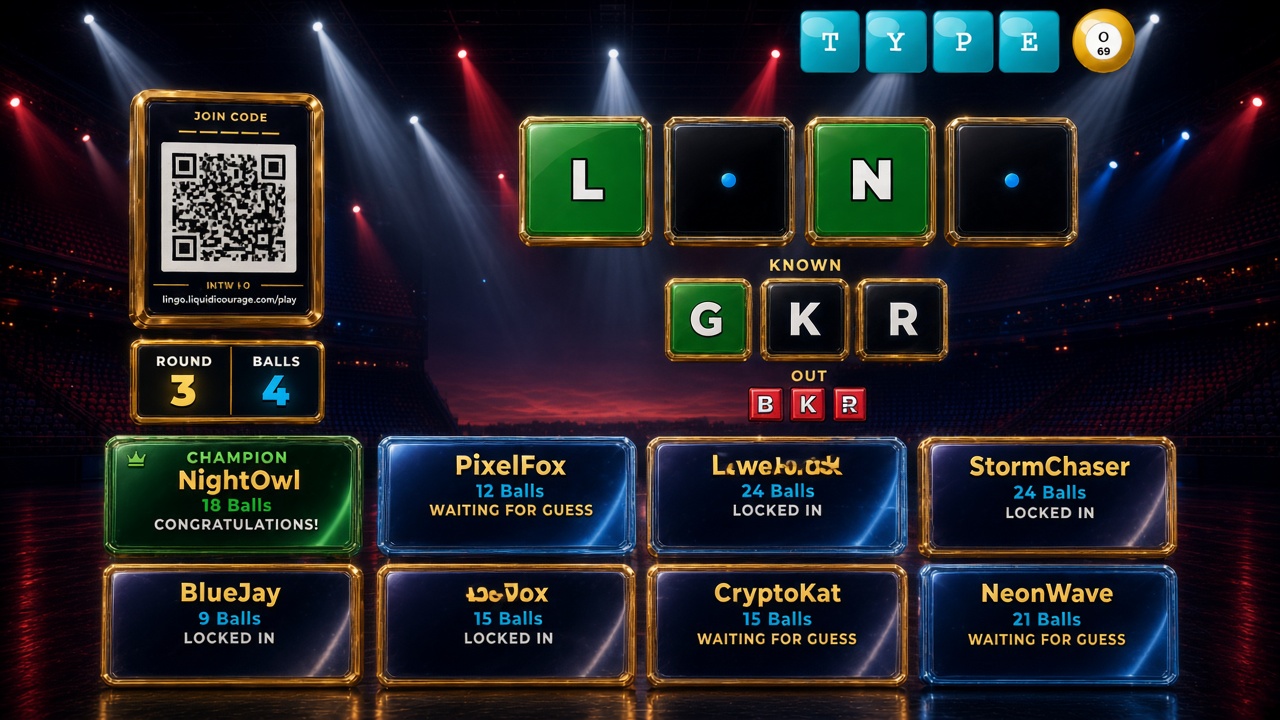 T Y P E
O
69
JOIN CODE
L N
lingo.liquidicourage.com/play
KNOWN
G K R
ROUND
3
BALLS
4
OUT
B K R
CHAMPION
NightOwl
18 Balls
CONGRATULATIONS!
PixelFox
12 Balls
WAITING FOR GUESS
24 Balls
LOCKED IN
StormChaser
24 Balls
LOCKED IN
BlueJay
9 Balls
LOCKED IN
15 Balls
LOCKED IN
CryptoKat
15 Balls
WAITING FOR GUESS
NeonWave
21 Balls
WAITING FOR GUESS